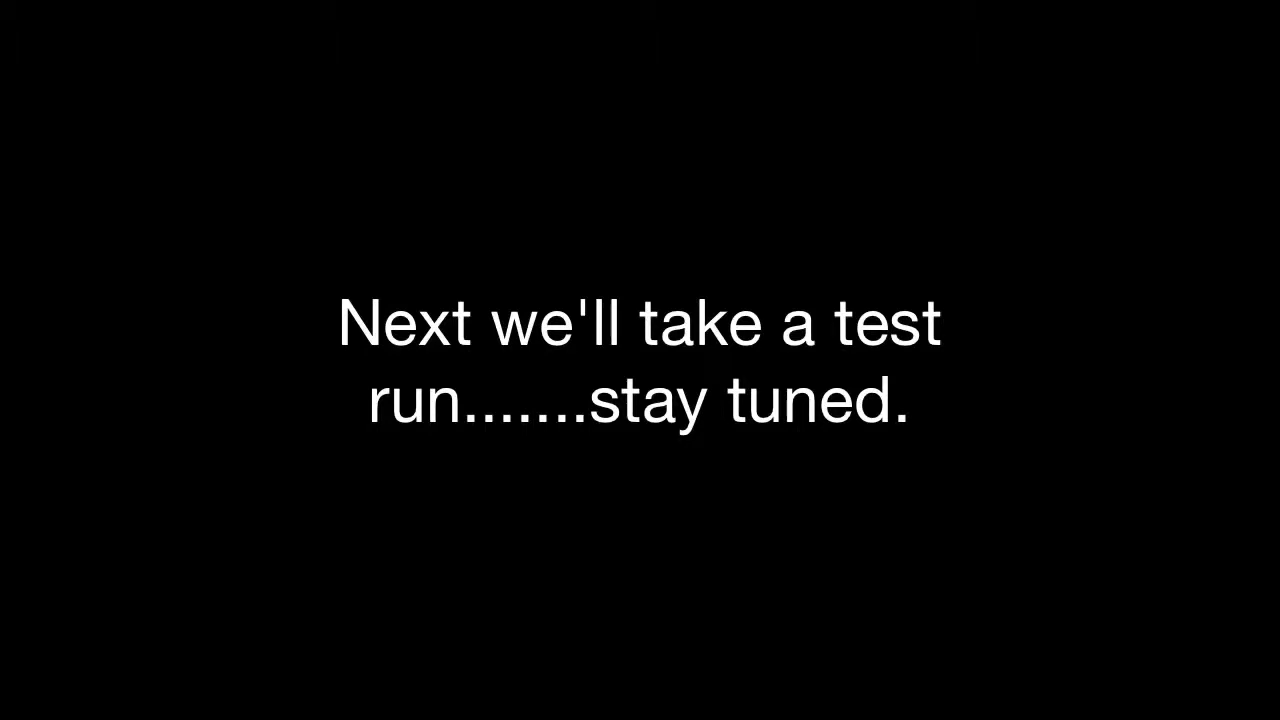 Next we'll take a test
run.......stay tuned.